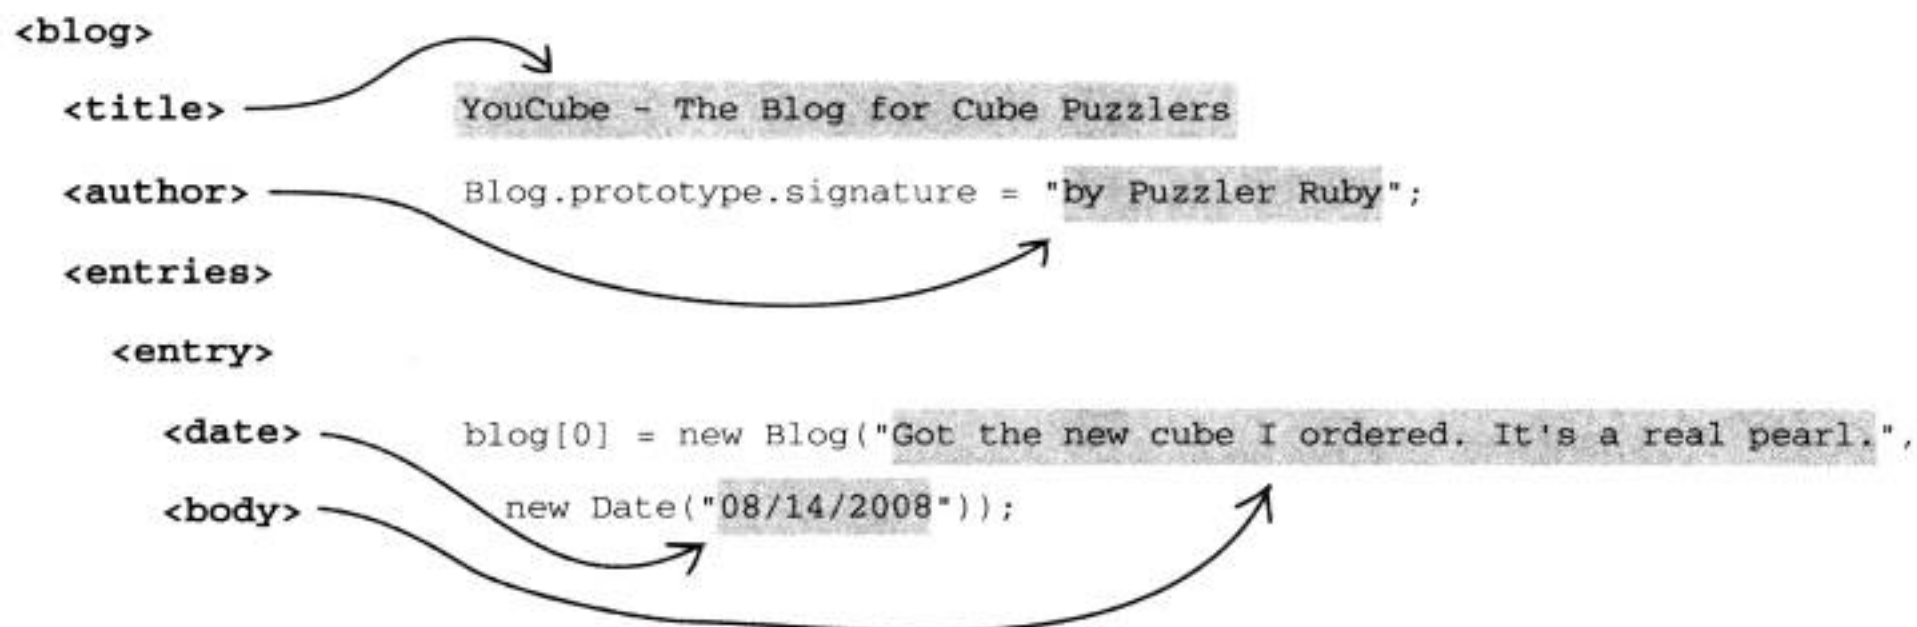 <blog>
<title> YouCube - The Blog for Cube Puzzlers
<author> Blog.prototype.signature = "by Puzzler Ruby";
<entries>
<entry>
<date> blog[0] = new Blog("Got the new cube I ordered. It's a real pearl.",
<body> new Date("08/14/2008"));